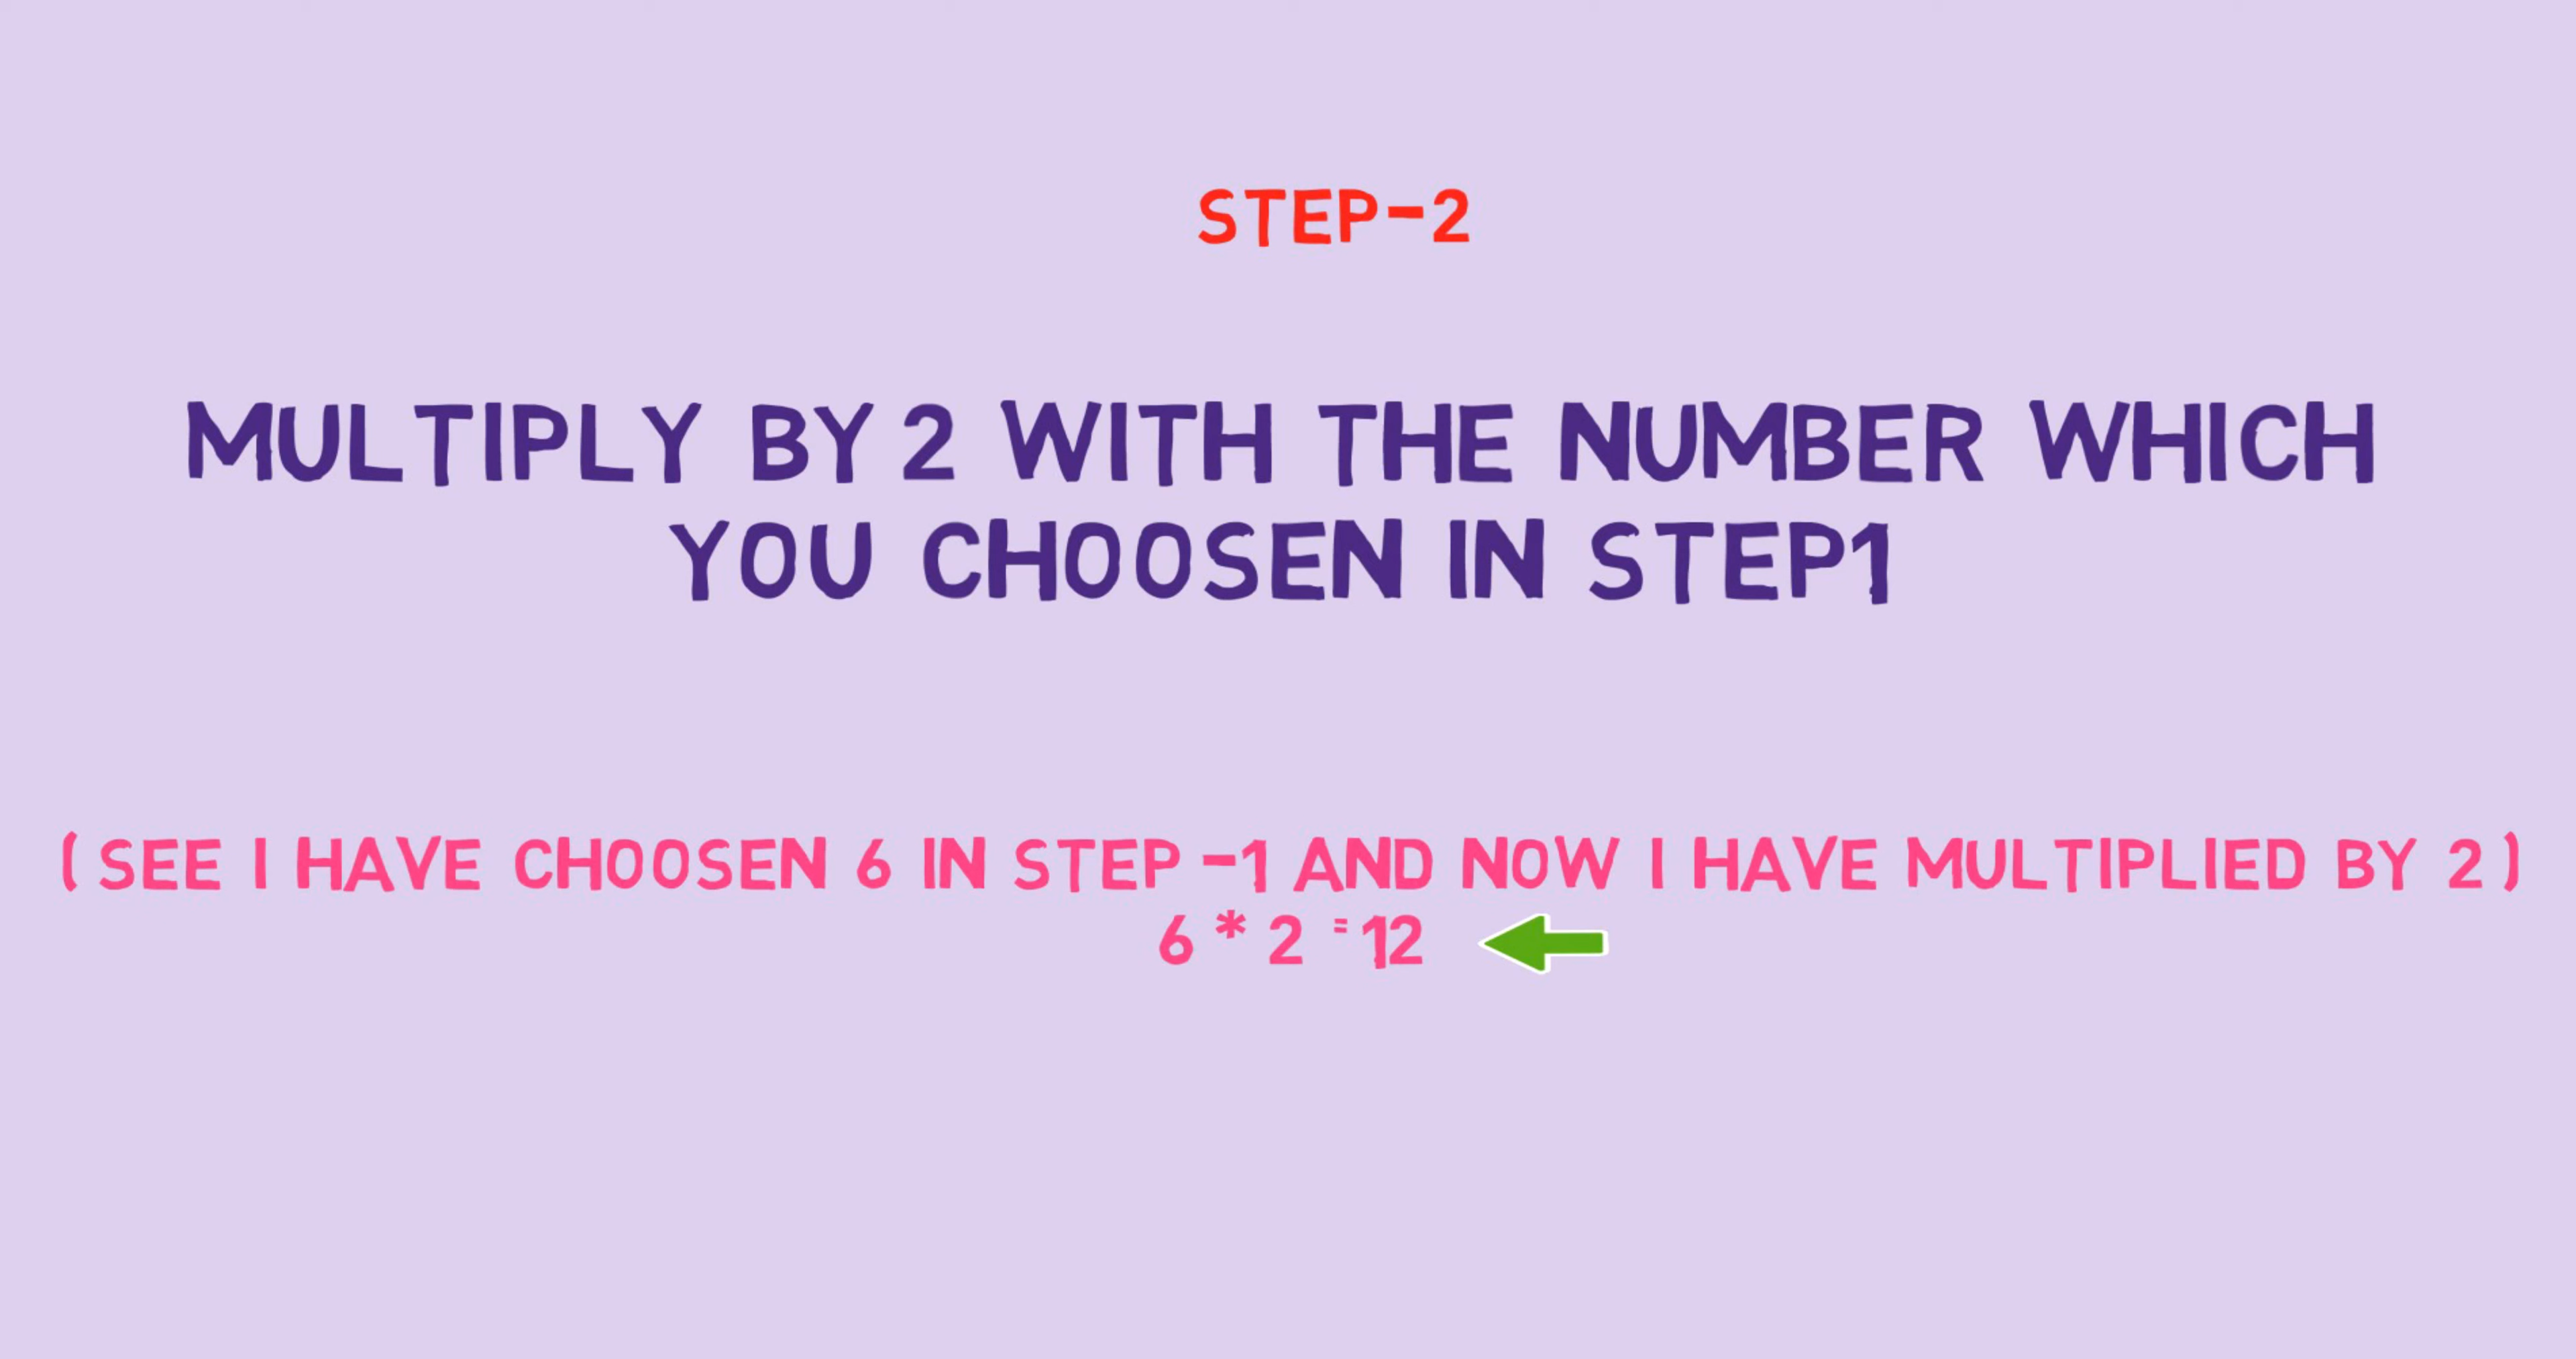 STEP-2
MULTIPLY BY 2 WITH THE NUMBER WHICH
YOU CHOOSEN IN STEP1
( SEE I HAVE CHOOSEN 6 IN STEP -1 AND NOW I HAVE MULTIPLIED BY 2 )
6 * 2 =12